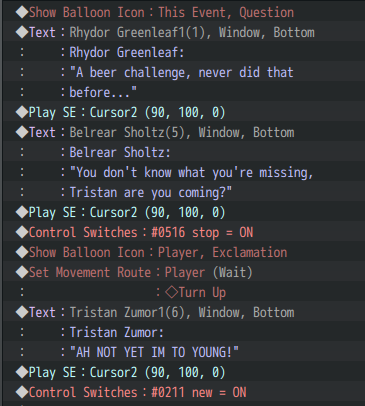 ◆Show Balloon Icon：This Event, Question
◆Text：Rhydor Greenleaf1(1), Window, Bottom
：    ：Rhydor Greenleaf:
：    ："A beer challenge, never did that
：    ：before..."
◆Play SE：Cursor2 (90, 100, 0)
◆Text：Belrear Sholtz(5), Window, Bottom
：    ：Belrear Sholtz:
：    ："You don't know what you're missing,
：    ：Tristan are you coming?"
◆Play SE：Cursor2 (90, 100, 0)
◆Control Switches：#0516 stop = ON
◆Show Balloon Icon：Player, Exclamation
◆Set Movement Route：Player (Wait)
：                  ：◇Turn Up
◆Text：Tristan Zumor1(6), Window, Bottom
：    ：Tristan Zumor:
：    ："AH NOT YET IM TO YOUNG!"
◆Play SE：Cursor2 (90, 100, 0)
◆Control Switches：#0211 new = ON